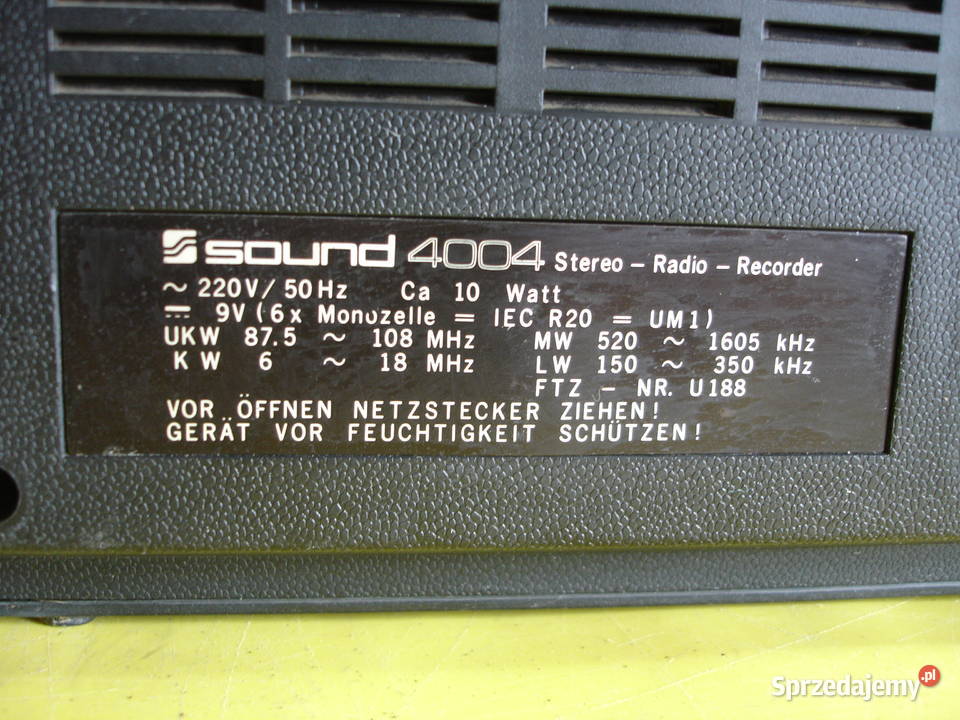 sound 4004 Stereo – Radio – Recorder
~ 220V/50Hz Ca 10 Watt
⎓ 9V (6x Monozelle = IEC R20 = UM1)
UKW 87.5 ~ 108 MHz MW 520 ~ 1605 kHz
KW 6 ~ 18 MHz LW 150 ~ 350 kHz
FTZ – NR. U188
VOR ÖFFNEN NETZSTECKER ZIEHEN!
GERÄT VOR FEUCHTIGKEIT SCHÜTZEN!
Sprzedajemy.pl